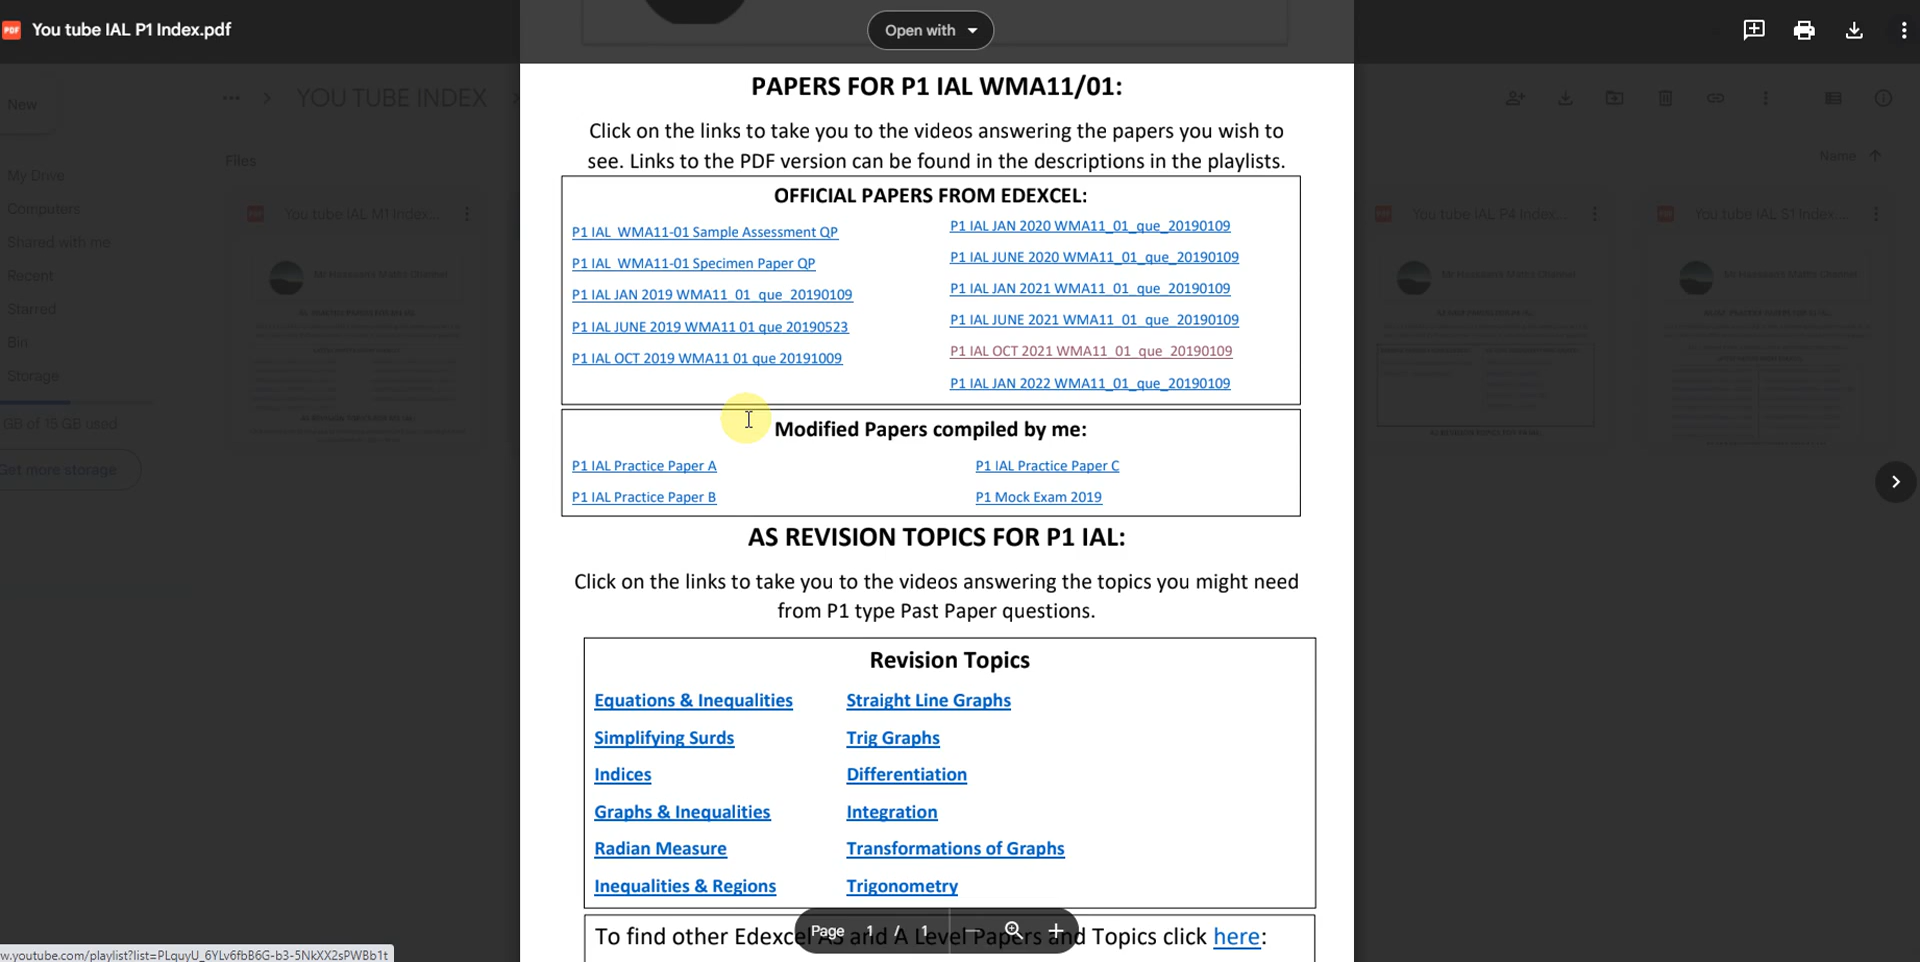 You tube IAL P1 Index.pdf
Open with
New
YOU TUBE INDEX
My Drive
Computers
Shared with me
Recent
Starred
Bin
Storage
GB of 15 GB used
Get more storage
Files
Name
You tube IAL M1 Index...
You tube IAL P4 Index...
You tube IAL S1 Index...
PAPERS FOR P1 IAL WMA11/01:
Click on the links to take you to the videos answering the papers you wish to
see. Links to the PDF version can be found in the descriptions in the playlists.
OFFICIAL PAPERS FROM EDEXCEL:
P1 IAL  WMA11-01 Sample Assessment QP
P1 IAL  WMA11-01 Specimen Paper QP
P1 IAL JAN 2019 WMA11_01_que_20190109
P1 IAL JUNE 2019 WMA11 01 que 20190523
P1 IAL OCT 2019 WMA11 01 que 20191009
P1 IAL JAN 2020 WMA11_01_que_20190109
P1 IAL JUNE 2020 WMA11_01_que_20190109
P1 IAL JAN 2021 WMA11_01_que_20190109
P1 IAL JUNE 2021 WMA11_01_que_20190109
P1 IAL OCT 2021 WMA11_01_que_20190109
P1 IAL JAN 2022 WMA11_01_que_20190109
Modified Papers compiled by me:
P1 IAL Practice Paper A
P1 IAL Practice Paper B
P1 IAL Practice Paper C
P1 Mock Exam 2019
AS REVISION TOPICS FOR P1 IAL:
Click on the links to take you to the videos answering the topics you might need
from P1 type Past Paper questions.
Revision Topics
Equations & Inequalities
Simplifying Surds
Indices
Graphs & Inequalities
Radian Measure
Inequalities & Regions
Straight Line Graphs
Trig Graphs
Differentiation
Integration
Transformations of Graphs
Trigonometry
To find other Edexcel AS and A Level Papers and Topics click here:
Page 1 / 1
w.youtube.com/playlist?list=PLquyU_6YLv6fbB6G-b3-5NkXX2sPWBb1t